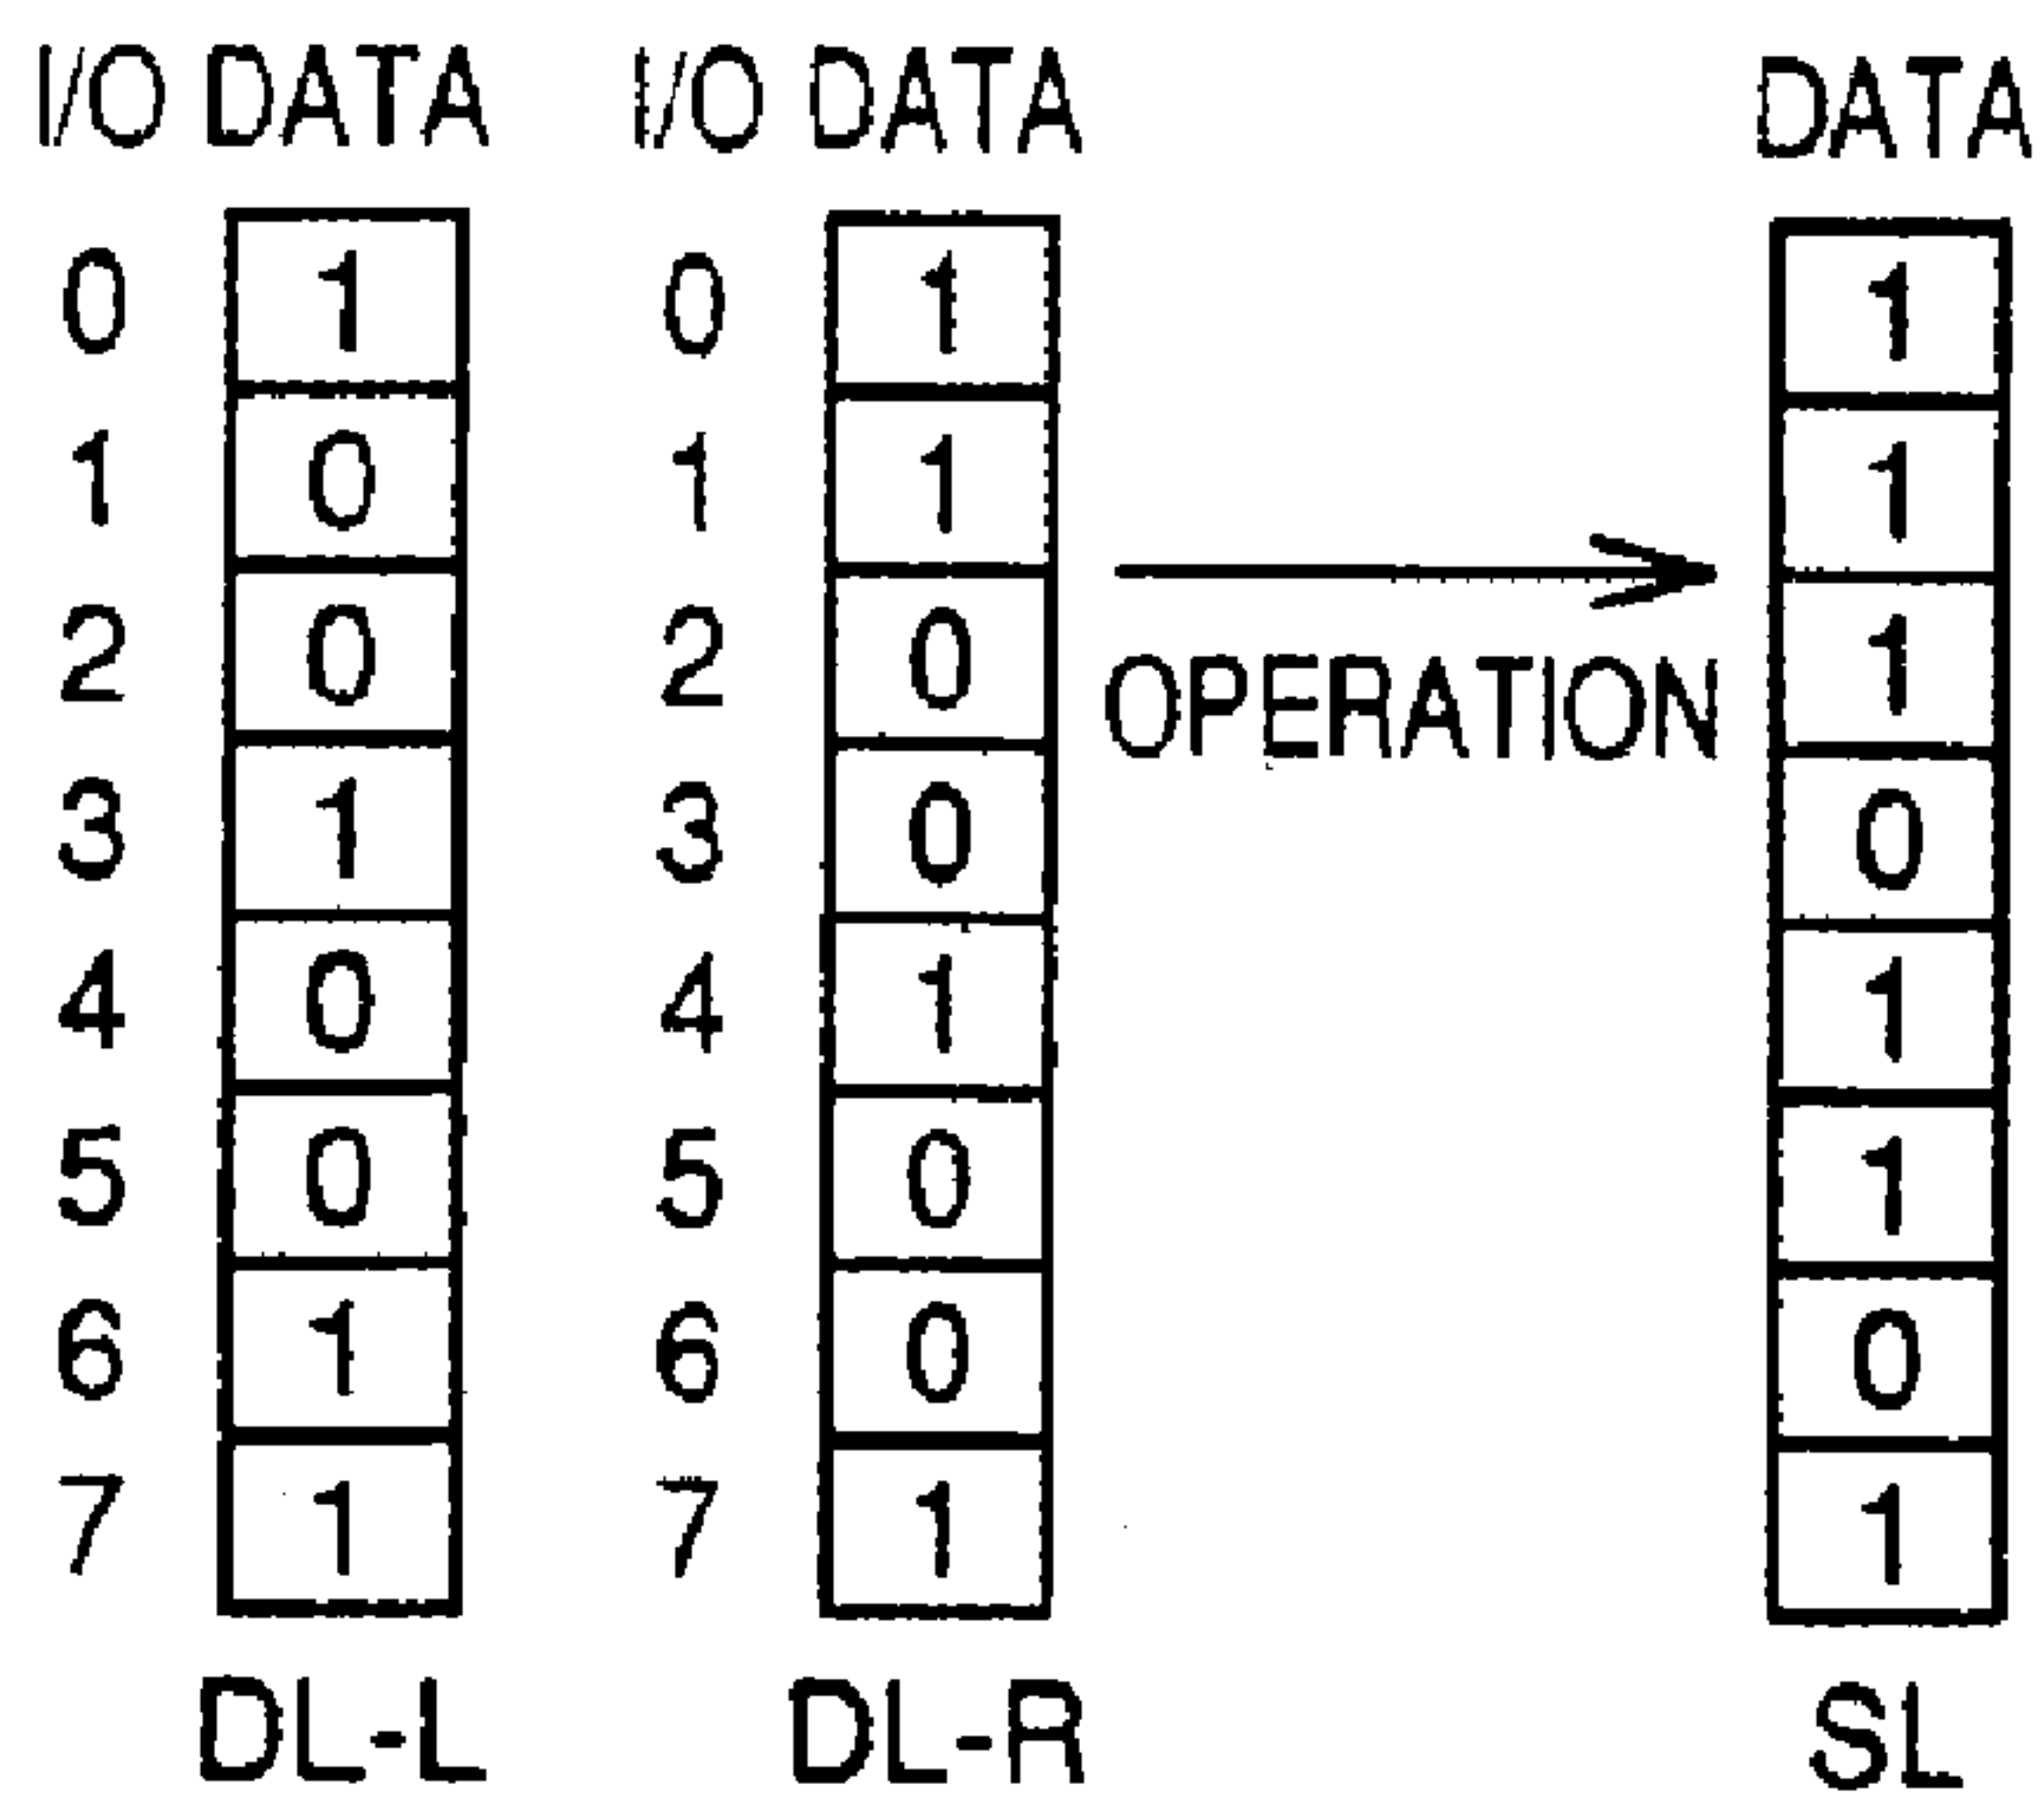 I/O DATA I/O DATA DATA
0 1 0 1 1
1 0 1 1 1
2 0 2 0 1
OPERATION
3 1 3 0 0
4 0 4 1 1
5 0 5 0 1
6 1 6 0 0
7 1 7 1 1
DL-L DL-R SL